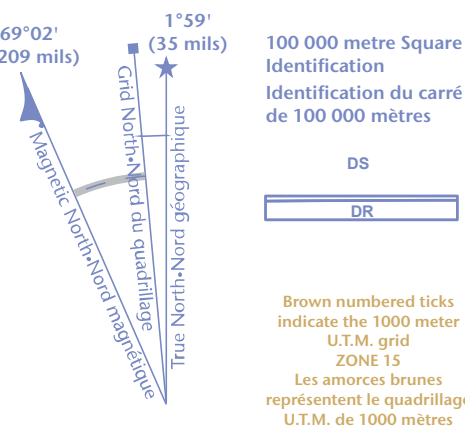 69°02'
209 mils)
1°59'
(35 mils)
Magnetic North•Nord magnétique
Grid North•Nord du quadrillage
True North•Nord géographique
100 000 metre Square
Identification
Identification du carré
de 100 000 mètres
DS
DR
Brown numbered ticks
indicate the 1000 meter
U.T.M. grid
ZONE 15
Les amorces brunes
représentent le quadrillage
U.T.M. de 1000 mètres